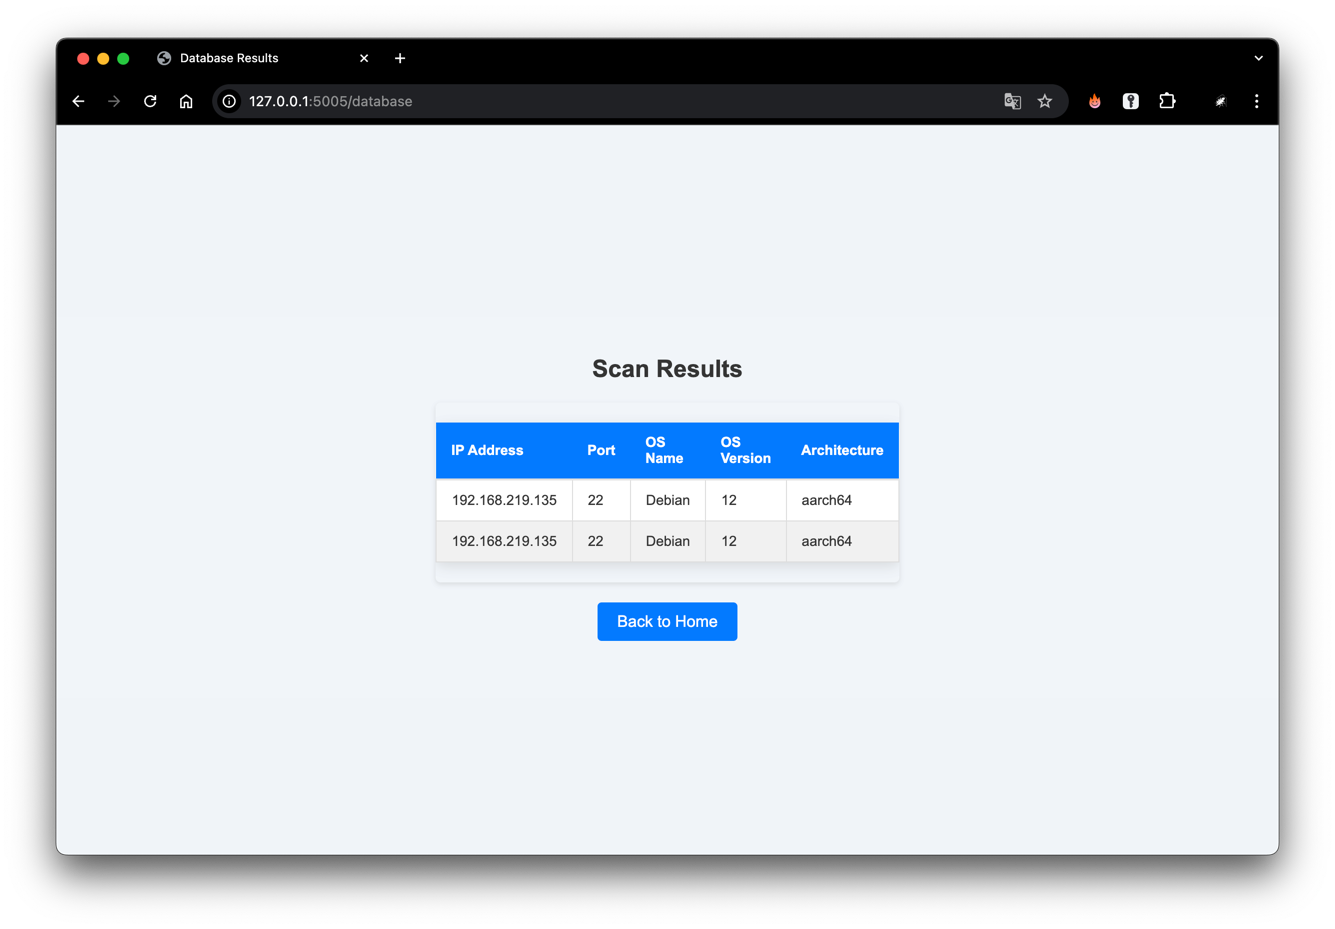 Database Results
127.0.0.1:5005/database
Scan Results
IP Address Port OS Name OS Version Architecture
192.168.219.135 22 Debian 12 aarch64
192.168.219.135 22 Debian 12 aarch64
Back to Home